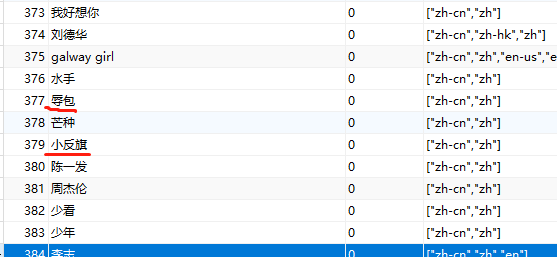 373 我好想你 0 ["zh-cn","zh"]
374 刘德华 0 ["zh-cn","zh-hk","zh"]
375 galway girl 0 ["zh-cn","zh","en-us","e
376 水手 0 ["zh-cn","zh"]
377 辱包 0 ["zh-cn","zh"]
378 芒种 0 ["zh-cn","zh"]
379 小反旗 0 ["zh-cn","zh"]
380 陈一发 0 ["zh-cn","zh"]
381 周杰伦 0 ["zh-cn","zh"]
382 少看 0 ["zh-cn","zh"]
383 少年 0 ["zh-cn","zh"]
384 李志 0 ["zh-cn","zh","en"]